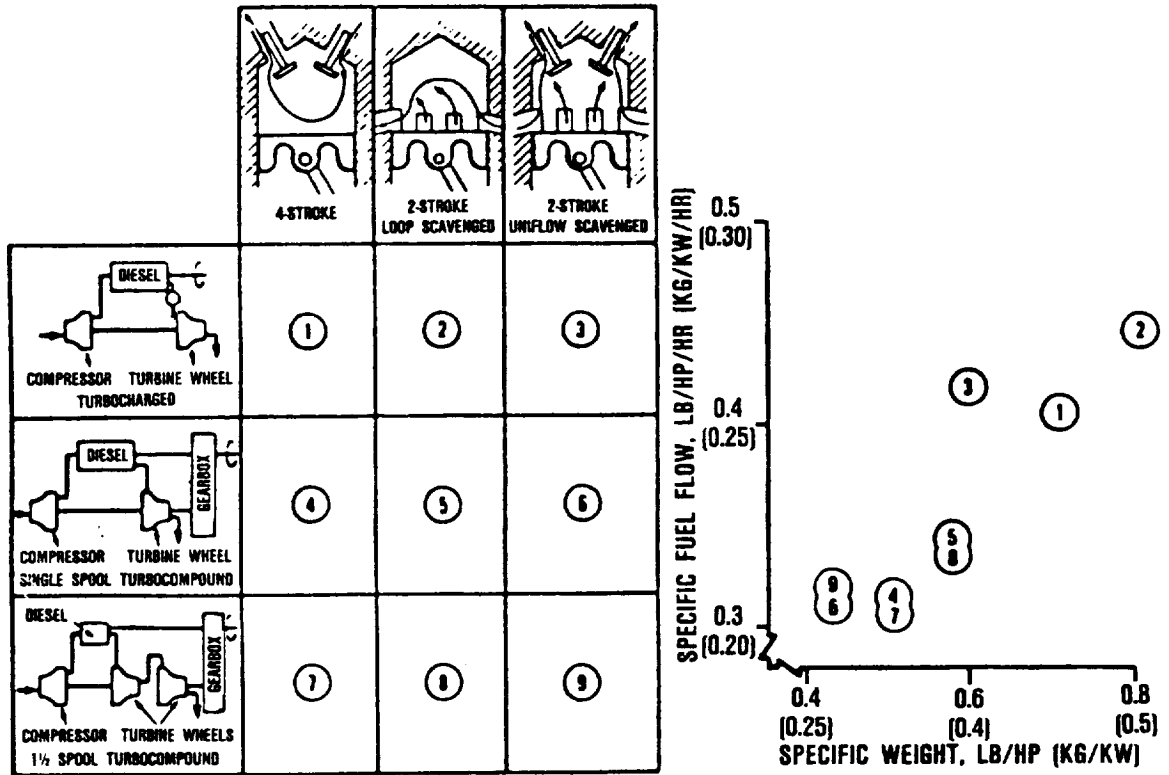 4-STROKE
2-STROKE
LOOP SCAVENGED
2-STROKE
UNIFLOW SCAVENGED
DIESEL
COMPRESSOR TURBINE WHEEL
TURBOCHARGED
① ② ③
DIESEL
GEARBOX
COMPRESSOR TURBINE WHEEL
SINGLE SPOOL TURBOCOMPOUND
④ ⑤ ⑥
DIESEL
GEARBOX
COMPRESSOR TURBINE WHEELS
1½ SPOOL TURBOCOMPOUND
⑦ ⑧ ⑨
SPECIFIC FUEL FLOW, LB/HP/HR (KG/KW/HR)
0.5
(0.30)
0.4
(0.25)
0.3
(0.20)
②
③
①
5
8
9
6
4
7
0.4
(0.25)
0.6
(0.4)
0.8
(0.5)
SPECIFIC WEIGHT, LB/HP (KG/KW)